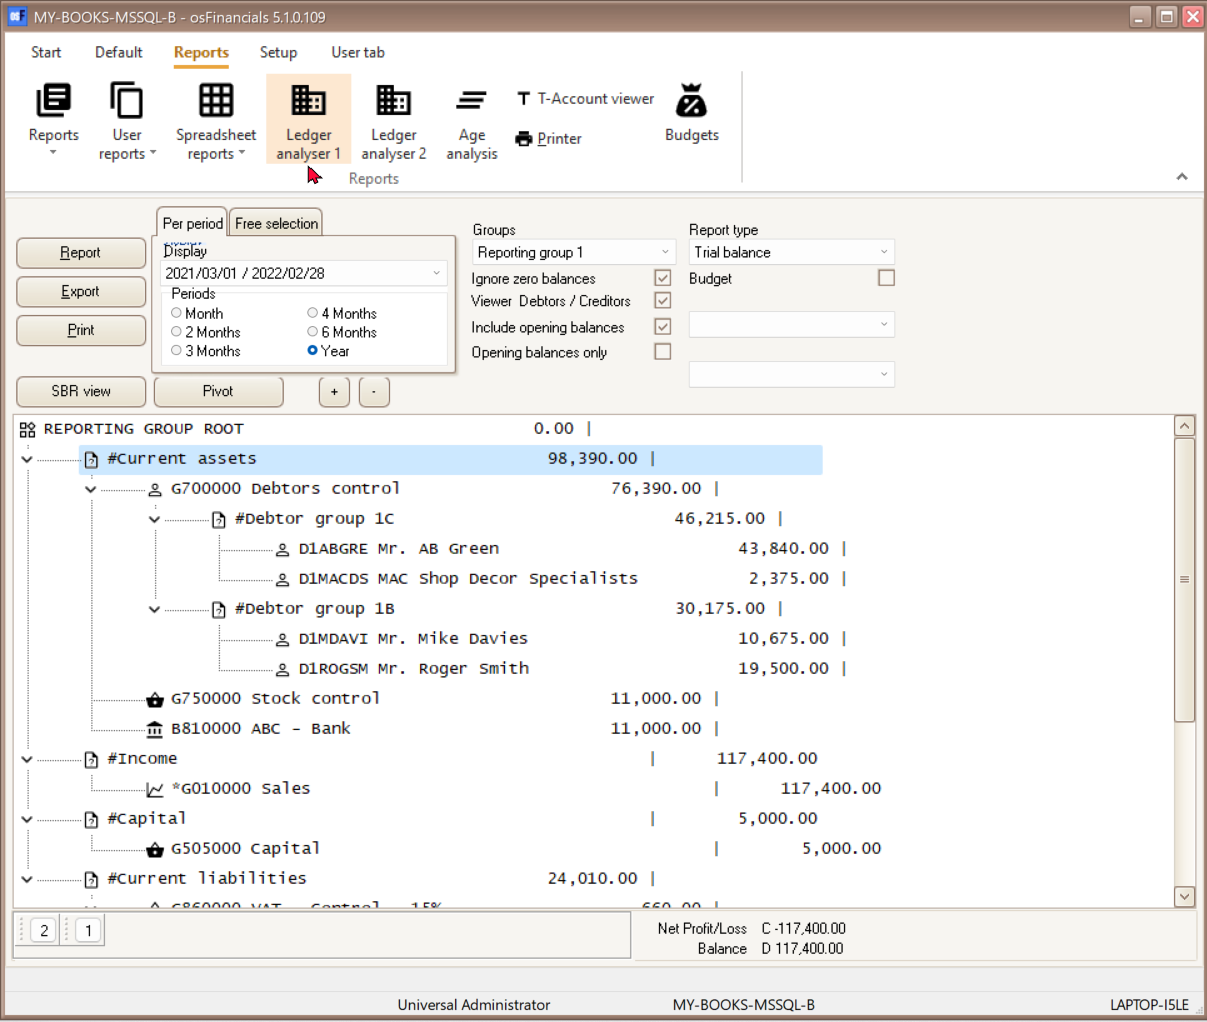 MY-BOOKS-MSSQL-B - osFinancials 5.1.0.109
Start Default Reports Setup User tab
Reports
User reports
Spreadsheet reports
Ledger analyser 1
Ledger analyser 2
Age analysis
T-Account viewer
Printer
Budgets
Reports
Per period Free selection
Report
Export
Print
Display
2021/03/01 / 2022/02/28
Periods
Month 4 Months
2 Months 6 Months
3 Months Year
Groups
Reporting group 1
Ignore zero balances
Viewer Debtors / Creditors
Include opening balances
Opening balances only
Report type
Trial balance
Budget
SBR view Pivot + -
REPORTING GROUP ROOT 0.00 |
#Current assets 98,390.00 |
G700000 Debtors control 76,390.00 |
#Debtor group 1C 46,215.00 |
D1ABGRE Mr. AB Green 43,840.00 |
D1MACDS MAC Shop Decor Specialists 2,375.00 |
#Debtor group 1B 30,175.00 |
D1MDAVI Mr. Mike Davies 10,675.00 |
D1ROGSM Mr. Roger Smith 19,500.00 |
G750000 Stock control 11,000.00 |
B810000 ABC - Bank 11,000.00 |
#Income | 117,400.00
*G010000 Sales | 117,400.00
#Capital | 5,000.00
G505000 Capital | 5,000.00
#Current liabilities 24,010.00 |
G860000 VAT - Control - 15% 660.00 |
2 1
Net Profit/Loss C -117,400.00
Balance D 117,400.00
Universal Administrator MY-BOOKS-MSSQL-B LAPTOP-I5LE